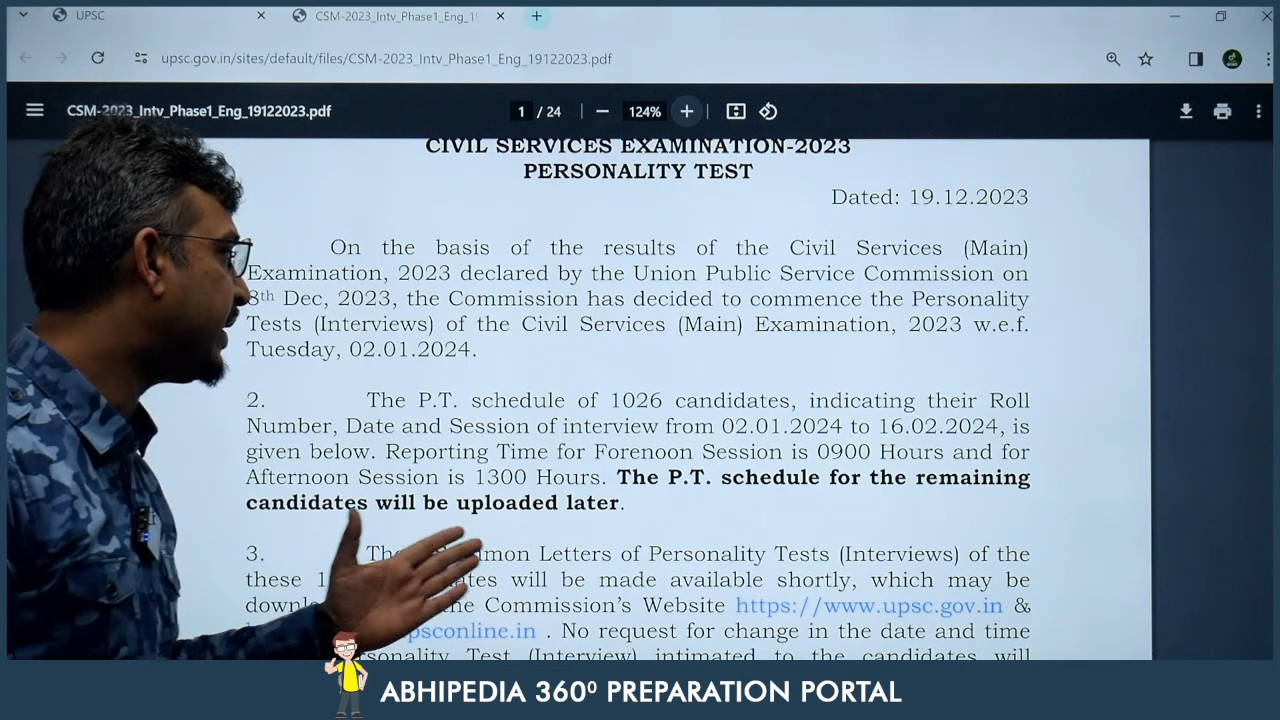 UPSC
CSM-2023_Intv_Phase1_Eng_1
upsc.gov.in/sites/default/files/CSM-2023_Intv_Phase1_Eng_19122023.pdf
CSM-2023_Intv_Phase1_Eng_19122023.pdf
1 / 24
124%
CIVIL SERVICES EXAMINATION-2023
PERSONALITY TEST
Dated: 19.12.2023
On the basis of the results of the Civil Services (Main)
Examination, 2023 declared by the Union Public Service Commission on
8th Dec, 2023, the Commission has decided to commence the Personality
Tests (Interviews) of the Civil Services (Main) Examination, 2023 w.e.f.
Tuesday, 02.01.2024.
2. The P.T. schedule of 1026 candidates, indicating their Roll
Number, Date and Session of interview from 02.01.2024 to 16.02.2024, is
given below. Reporting Time for Forenoon Session is 0900 Hours and for
Afternoon Session is 1300 Hours. The P.T. schedule for the remaining
candidates will be uploaded later.
3. Letters of Personality Tests (Interviews) of the
these will be made available shortly, which may be
Commission's Website https://www.upsc.gov.in &
. No request for change in the date and time
Test (Interview) intimated to the candidates will
ABHIPEDIA 360⁰ PREPARATION PORTAL